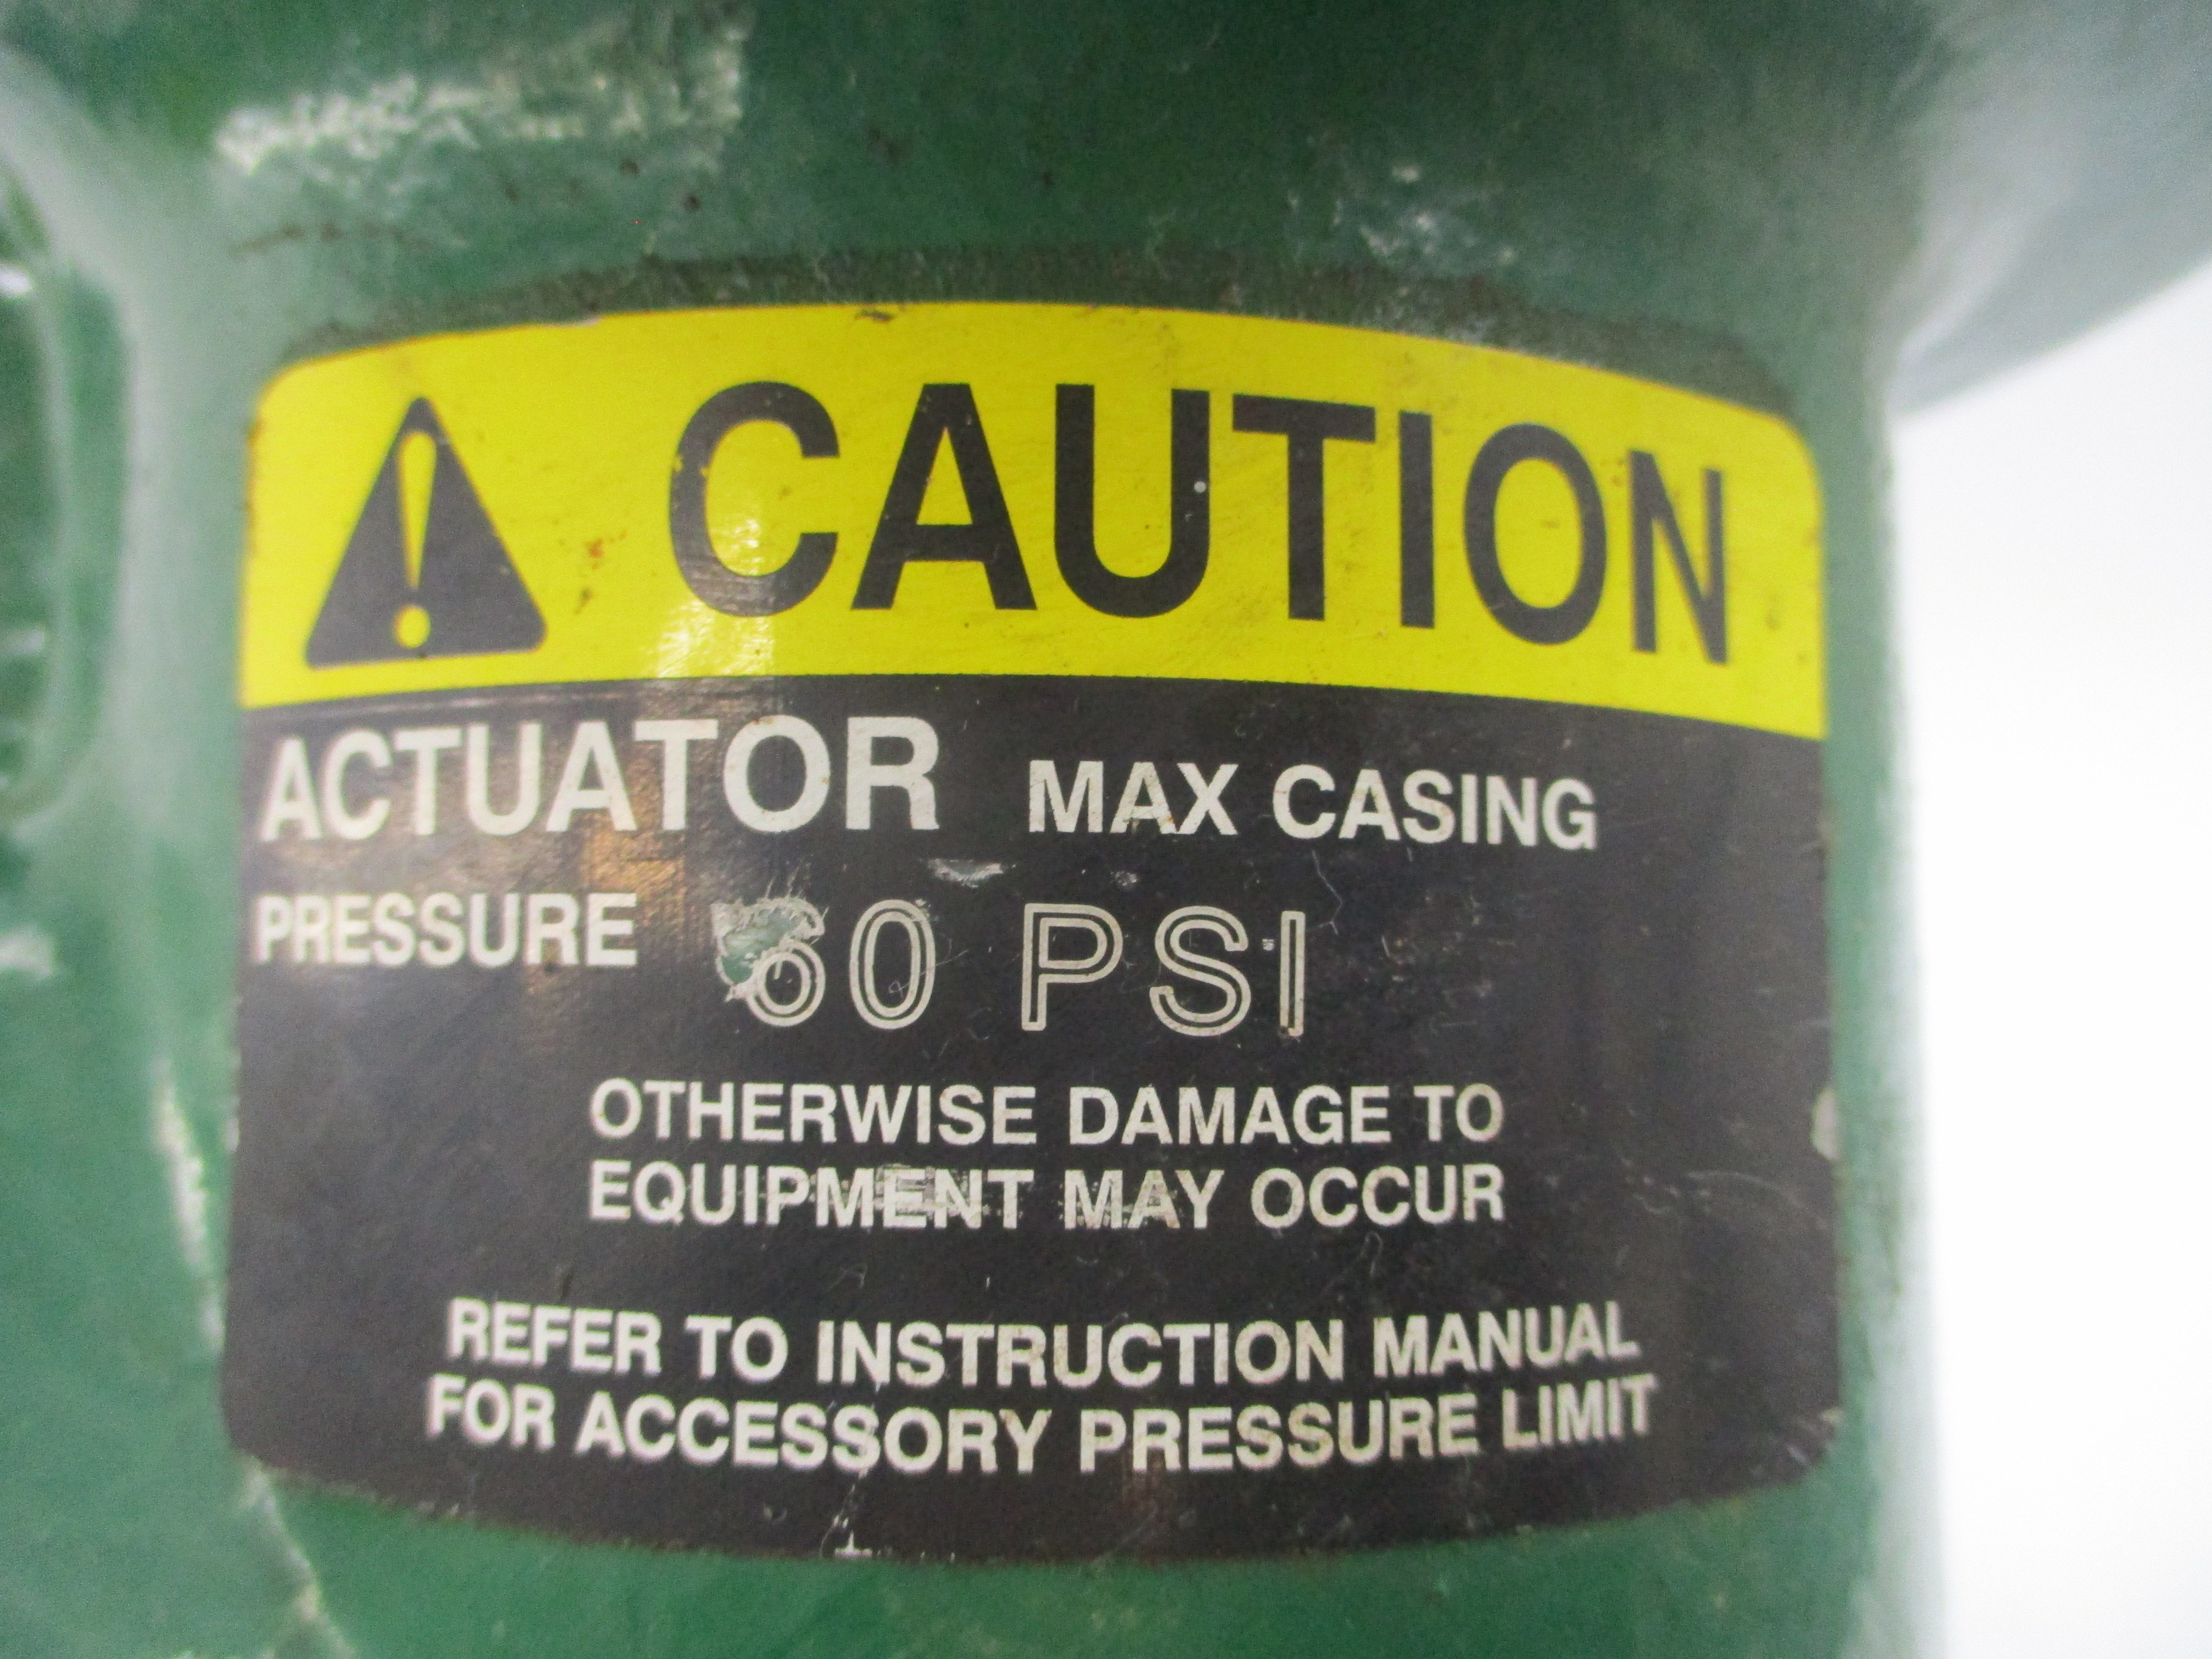 CAUTION
ACTUATOR MAX CASING
PRESSURE 60 PSI
OTHERWISE DAMAGE TO
EQUIPMENT MAY OCCUR
REFER TO INSTRUCTION MANUAL
FOR ACCESSORY PRESSURE LIMIT